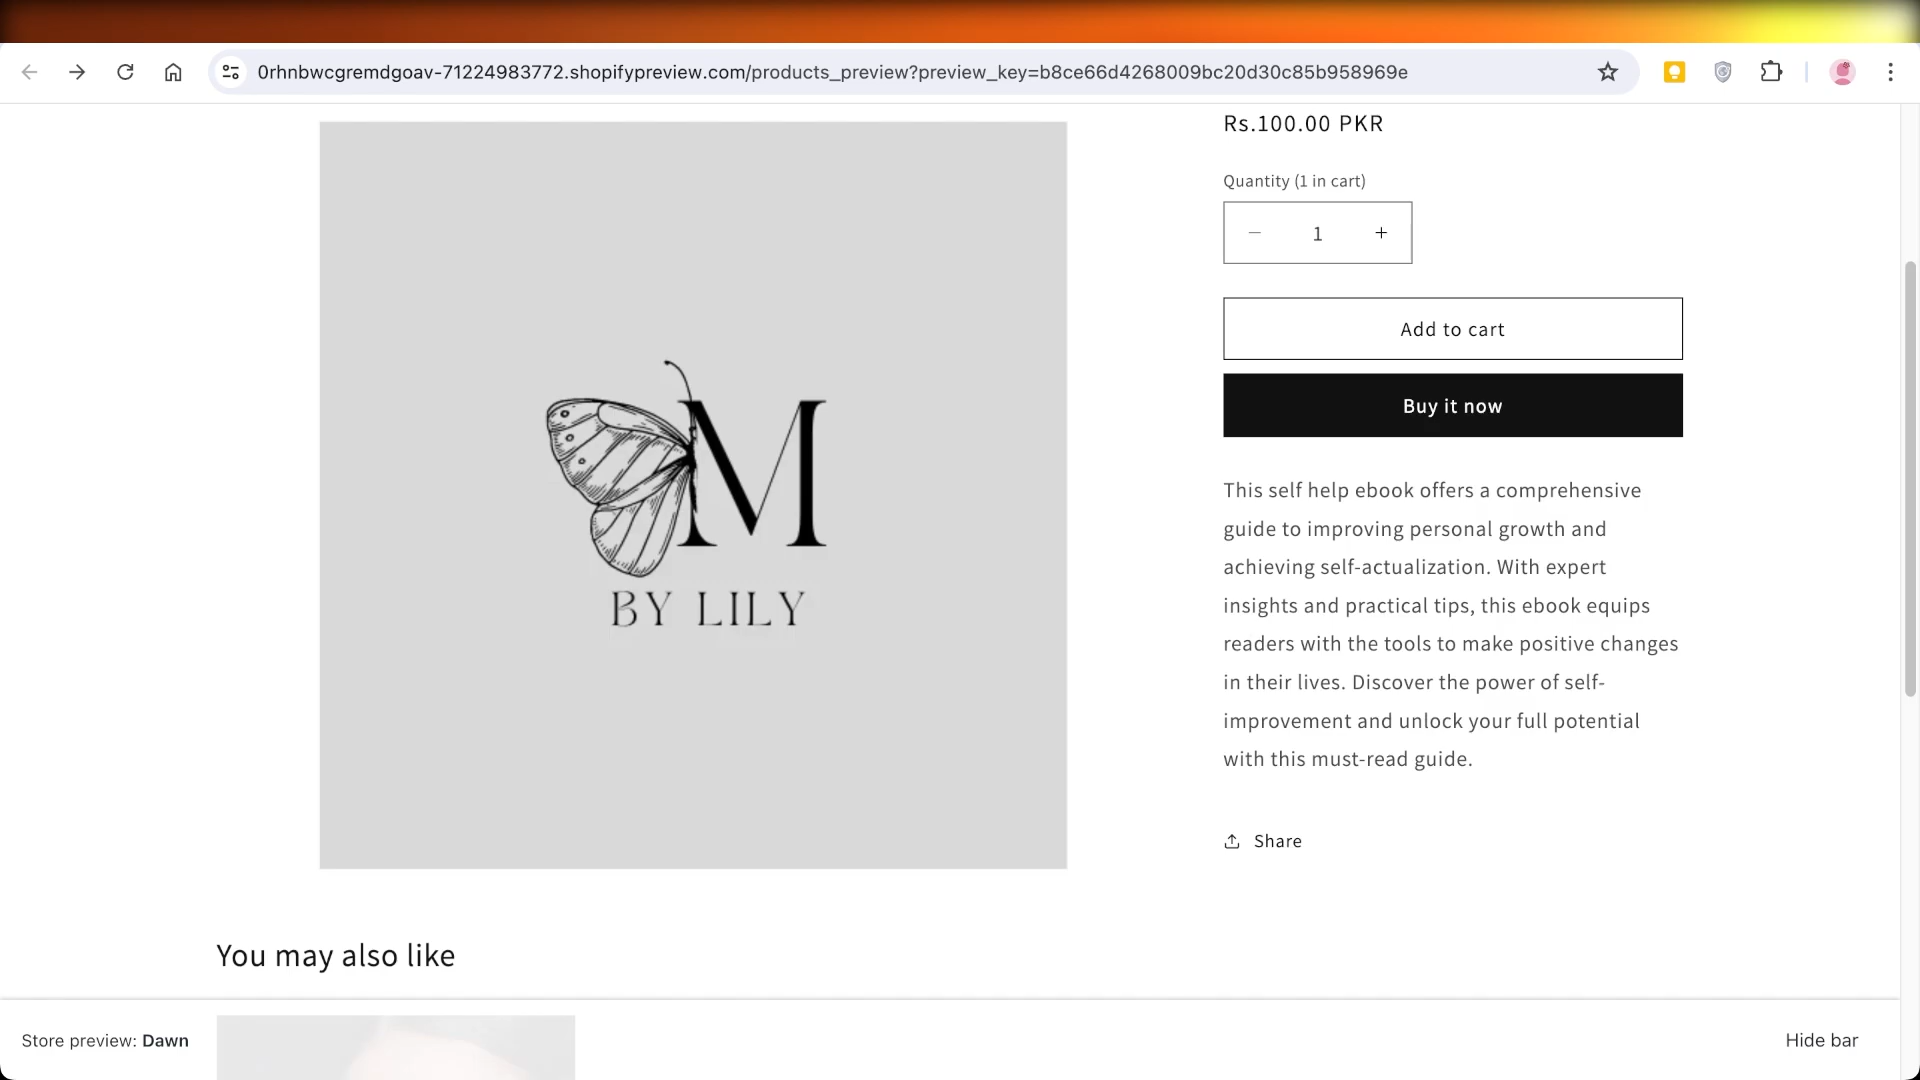 0rhnbwcgremdgoav-71224983772.shopifypreview.com/products_preview?preview_key=b8ce66d4268009bc20d30c85b958969e
M
BY LILY
Rs.100.00 PKR
Quantity (1 in cart)
− 1 +
Add to cart
Buy it now
This self help ebook offers a comprehensive
guide to improving personal growth and
achieving self-actualization. With expert
insights and practical tips, this ebook equips
readers with the tools to make positive changes
in their lives. Discover the power of self-
improvement and unlock your full potential
with this must-read guide.
Share
You may also like
Store preview: Dawn
Hide bar